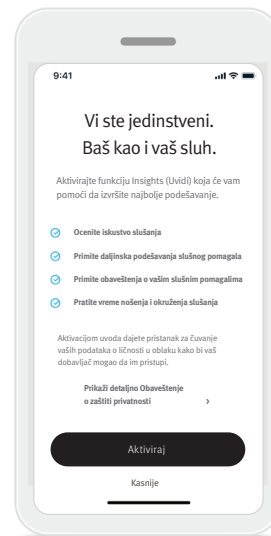 9:41
Vi ste jedinstveni.
Baš kao i vaš sluh.
Aktivirajte funkciju Insights (Uvidi) koja će vam
pomoći da izvršite najbolje podešavanje.
Ocenite iskustvo slušanja
Primite daljinska podešavanja slušnog pomagala
Primite obaveštenja o vašim slušnim pomagalima
Pratite vreme nošenja i okruženja slušanja
Aktivacijom uvoda dajete pristanak za čuvanje
vaših podataka o ličnosti u oblaku kako bi vaš
dobavljač mogao da im pristupi.
Prikaži detaljno Obaveštenje
o zaštiti privatnosti
Aktiviraj
Kasnije